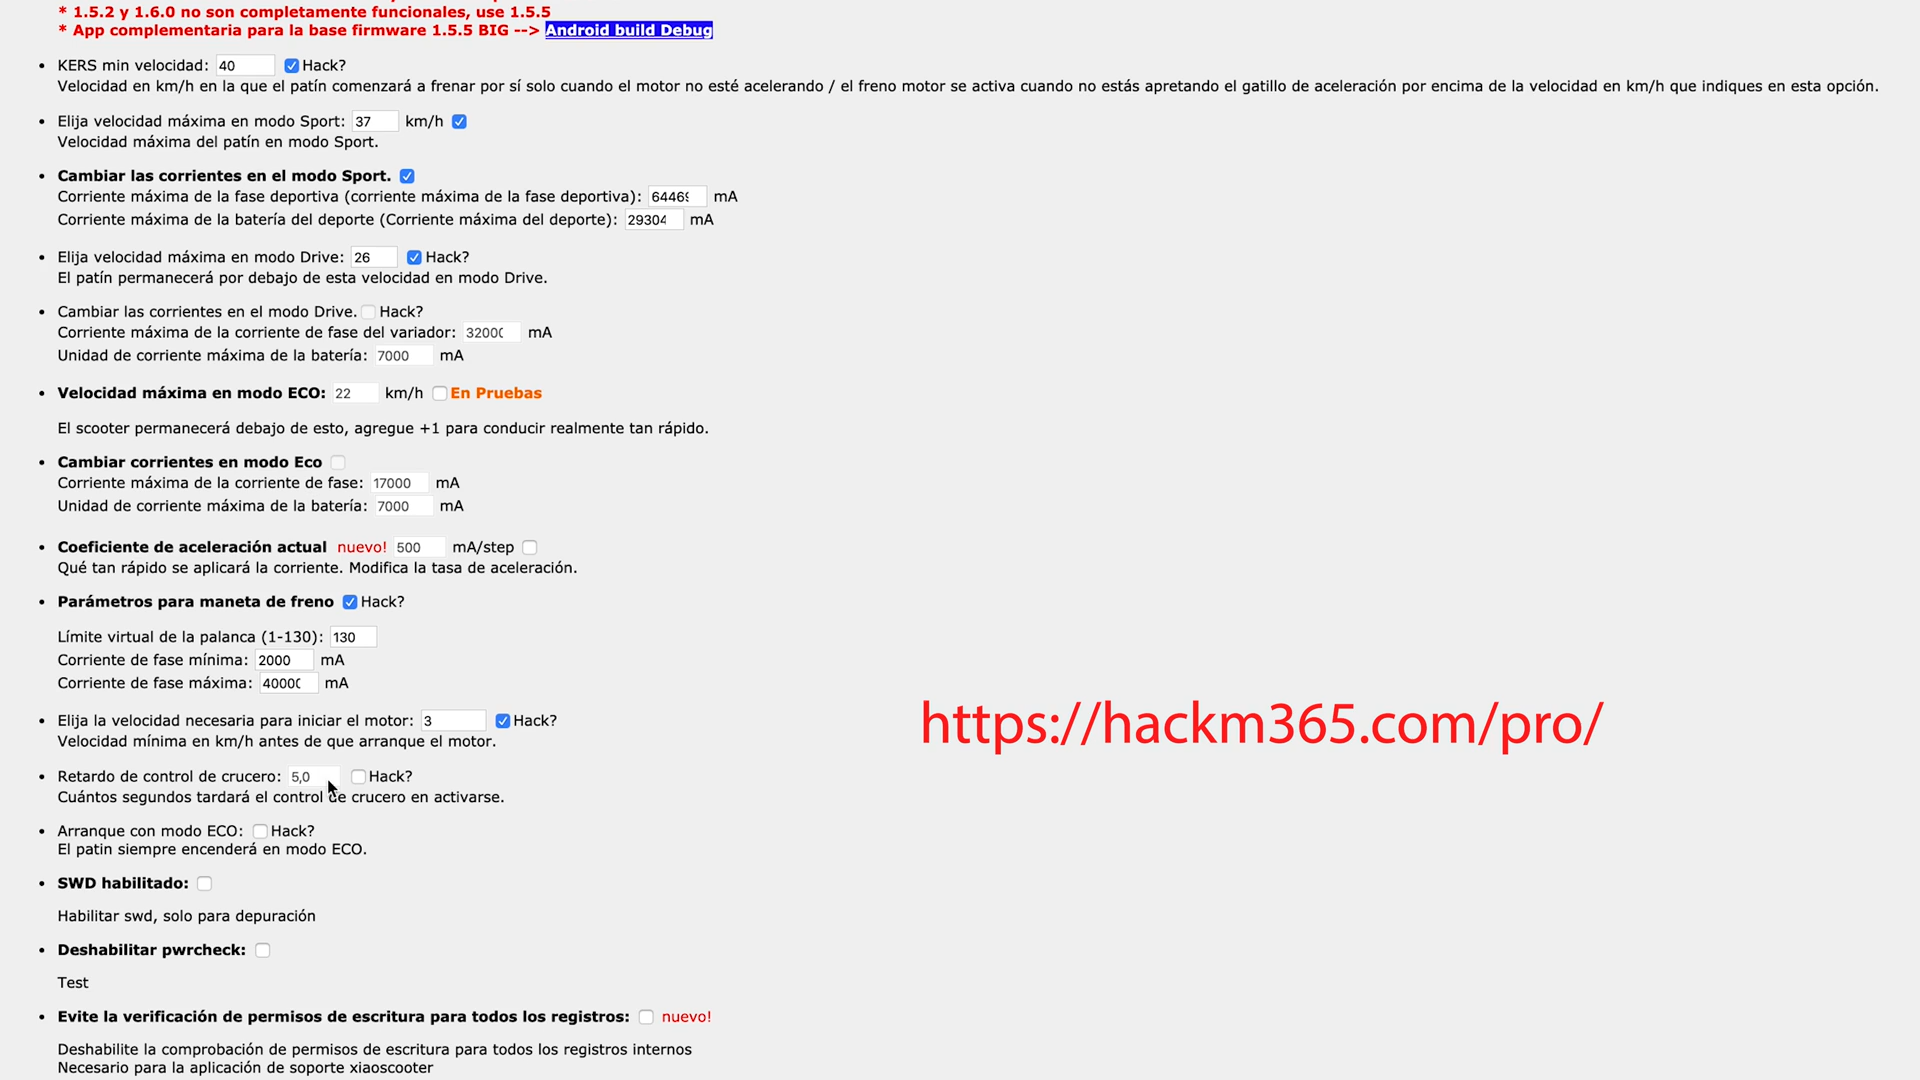 * 1.5.2 y 1.6.0 no son completamente funcionales, use 1.5.5
* App complementaria para la base firmware 1.5.5 BIG --> Android build Debug
• KERS min velocidad: 40 Hack?
Velocidad en km/h en la que el patín comenzará a frenar por sí solo cuando el motor no esté acelerando / el freno motor se activa cuando no estás apretando el gatillo de aceleración por encima de la velocidad en km/h que indiques en esta opción.
• Elija velocidad máxima en modo Sport: 37 km/h
Velocidad máxima del patín en modo Sport.
• Cambiar las corrientes en el modo Sport.
Corriente máxima de la fase deportiva (corriente máxima de la fase deportiva): 64469 mA
Corriente máxima de la batería del deporte (Corriente máxima del deporte): 29304 mA
• Elija velocidad máxima en modo Drive: 26 Hack?
El patín permanecerá por debajo de esta velocidad en modo Drive.
• Cambiar las corrientes en el modo Drive. Hack?
Corriente máxima de la corriente de fase del variador: 32000 mA
Unidad de corriente máxima de la batería: 7000 mA
• Velocidad máxima en modo ECO: 22 km/h En Pruebas
El scooter permanecerá debajo de esto, agregue +1 para conducir realmente tan rápido.
• Cambiar corrientes en modo Eco
Corriente máxima de la corriente de fase: 17000 mA
Unidad de corriente máxima de la batería: 7000 mA
• Coeficiente de aceleración actual nuevo! 500 mA/step
Qué tan rápido se aplicará la corriente. Modifica la tasa de aceleración.
• Parámetros para maneta de freno Hack?
Límite virtual de la palanca (1-130): 130
Corriente de fase mínima: 2000 mA
Corriente de fase máxima: 40000 mA
• Elija la velocidad necesaria para iniciar el motor: 3 Hack?
Velocidad mínima en km/h antes de que arranque el motor.
https://hackm365.com/pro/
• Retardo de control de crucero: 5,0 Hack?
Cuántos segundos tardará el control de crucero en activarse.
• Arranque con modo ECO: Hack?
El patin siempre encenderá en modo ECO.
• SWD habilitado:
Habilitar swd, solo para depuración
• Deshabilitar pwrcheck:
Test
• Evite la verificación de permisos de escritura para todos los registros: nuevo!
Deshabilite la comprobación de permisos de escritura para todos los registros internos
Necesario para la aplicación de soporte xiaoscooter